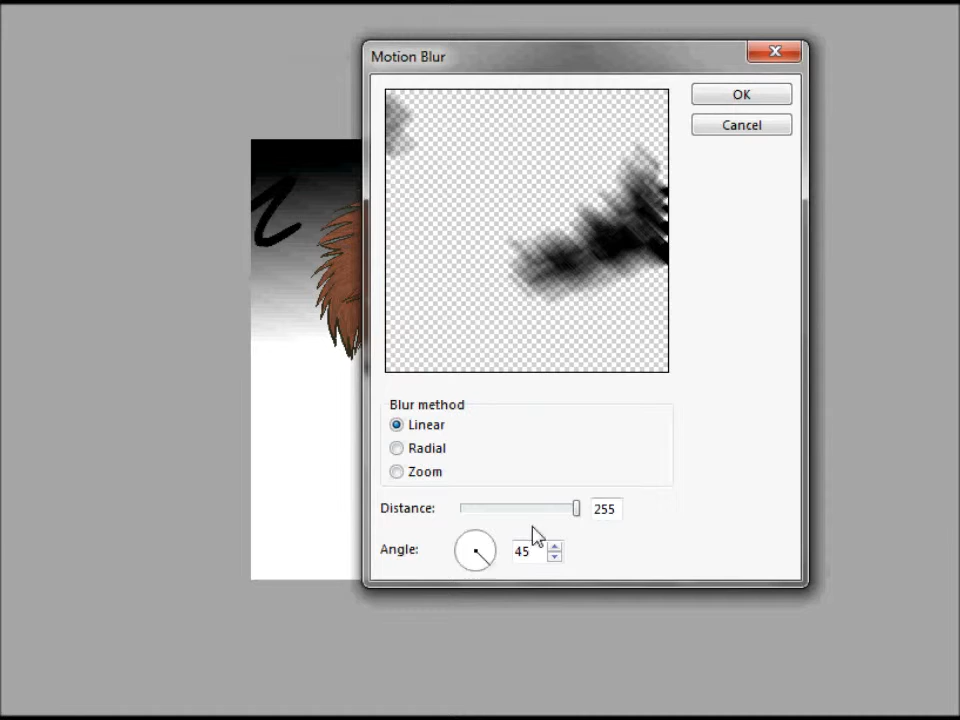 Motion Blur
OK
Cancel
Blur method
Linear
Radial
Zoom
Distance:
255
Angle:
45